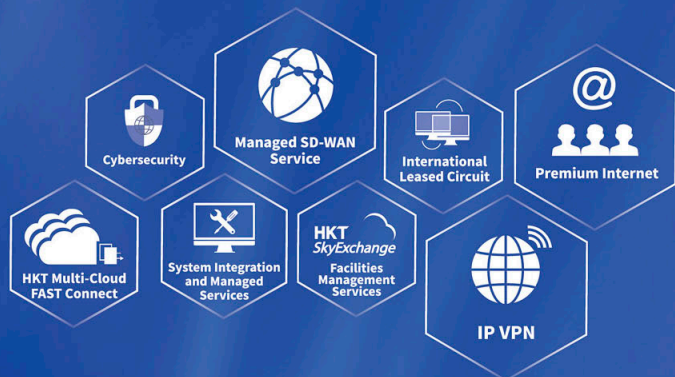 Cybersecurity
Managed SD-WAN
Service
International
Leased Circuit
@
Premium Internet
HKT Multi-Cloud
FAST Connect
System Integration
and Managed
Services
HKT
SkyExchange
Facilities
Management
Services
IP VPN